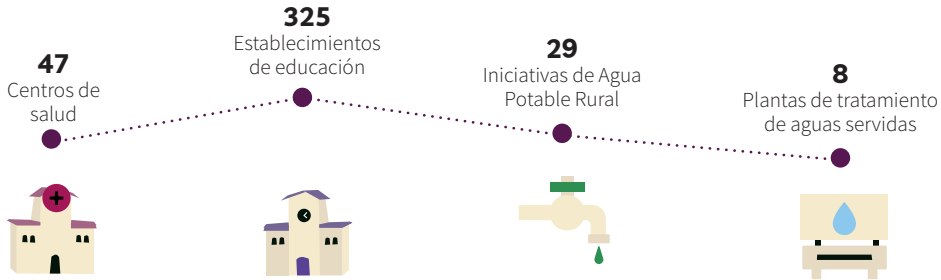 47
Centros de
salud
325
Establecimientos
de educación
29
Iniciativas de Agua
Potable Rural
8
Plantas de tratamiento
de aguas servidas